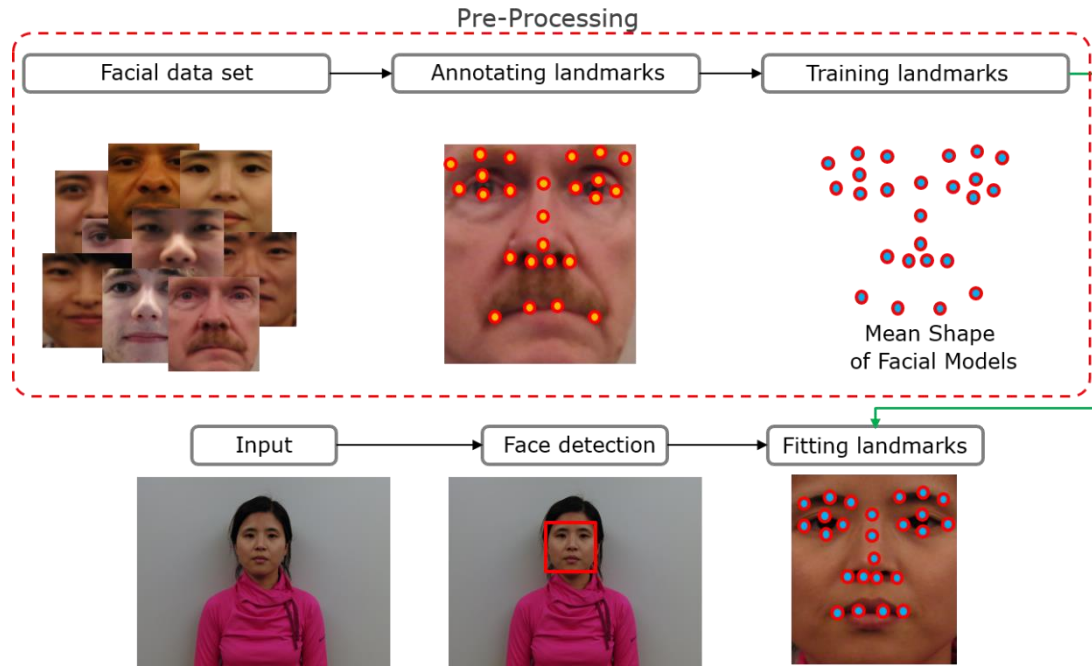 Pre-Processing
Facial data set
Annotating landmarks
Training landmarks
Mean Shape
of Facial Models
Input
Face detection
Fitting landmarks